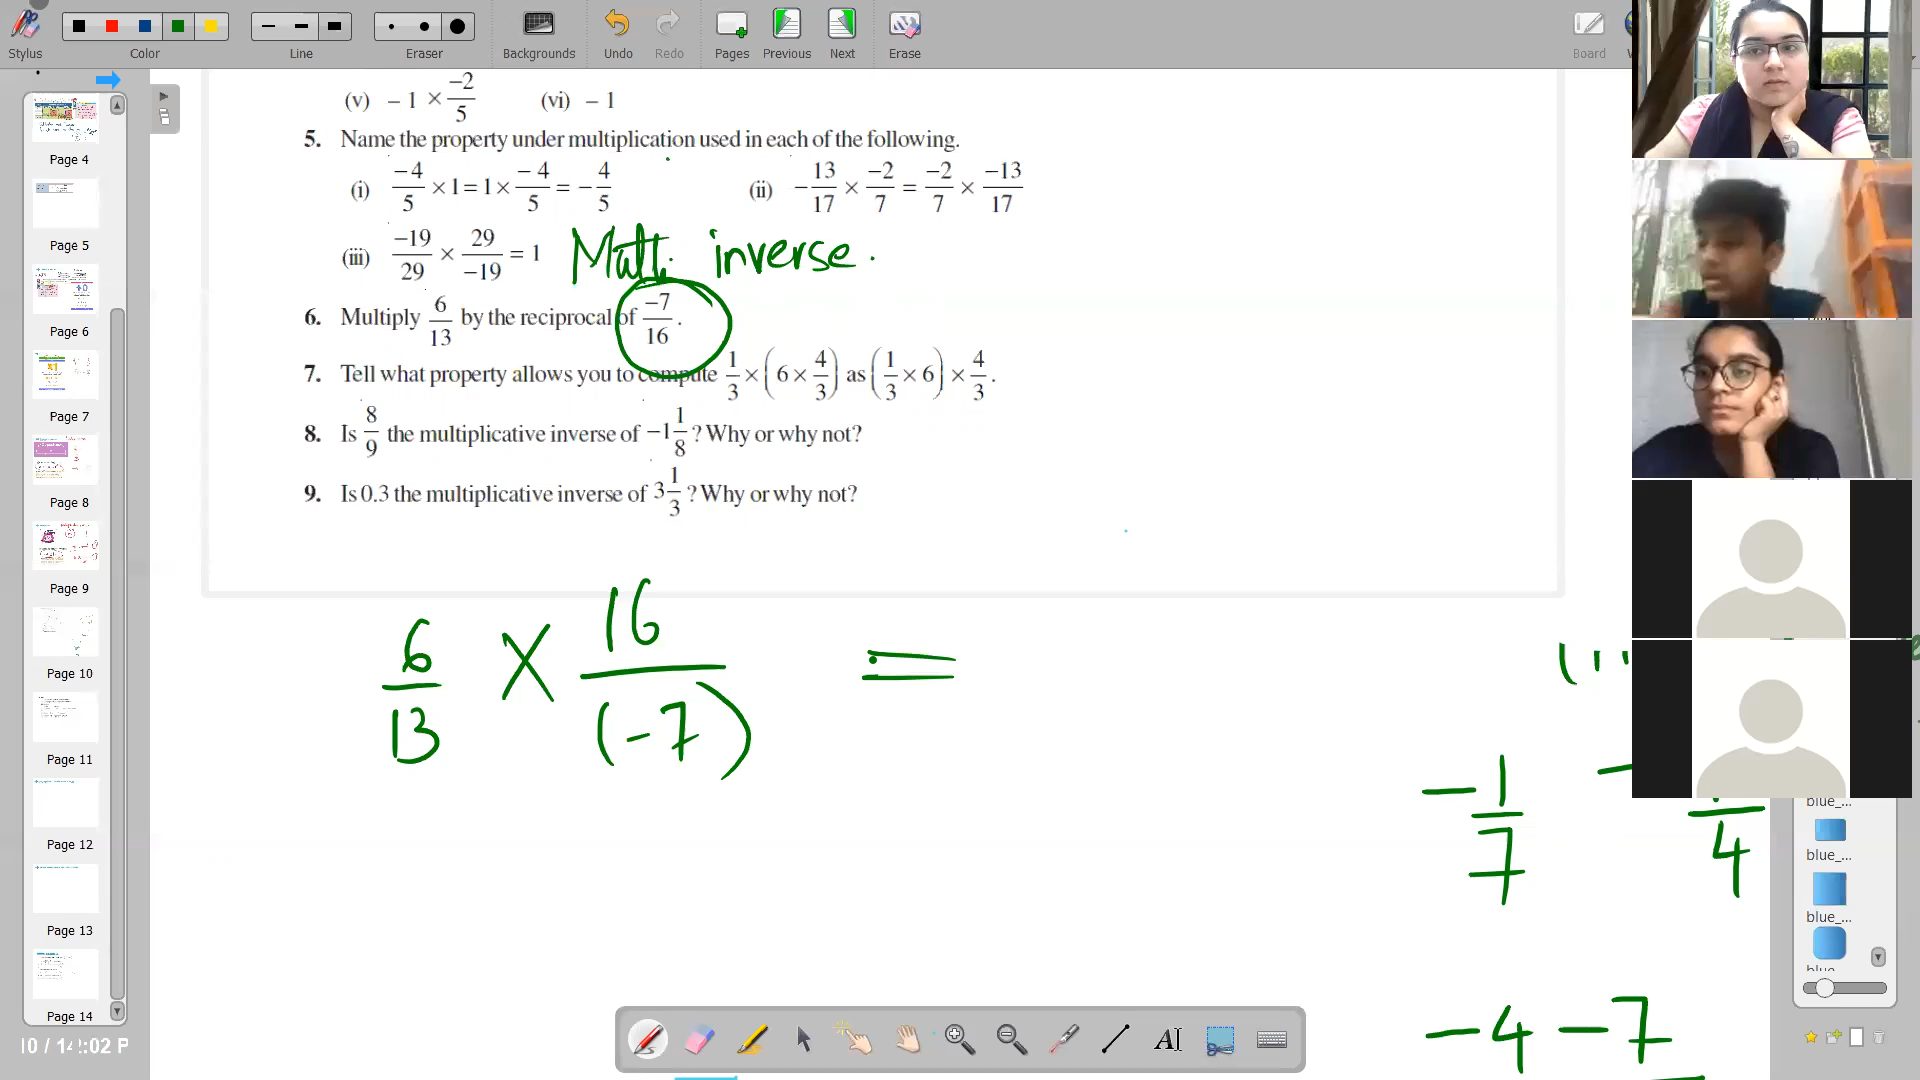 Stylus Color Line Eraser Backgrounds Undo Redo Pages Previous Next Erase Board
(v) – 1 × −2/5 (vi) – 1
5. Name the property under multiplication used in each of the following.
(i) −4/5 × 1 = 1 × −4/5 = −4/5 (ii) −13/17 × −2/7 = −2/7 × −13/17
(iii) −19/29 × 29/−19 = 1 Multi. inverse.
6. Multiply 6/13 by the reciprocal of −7/16.
7. Tell what property allows you to compute 1/3 × (6 × 4/3) as (1/3 × 6) × 4/3.
8. Is 8/9 the multiplicative inverse of −1 1/8? Why or why not?
9. Is 0.3 the multiplicative inverse of 3 1/3? Why or why not?
6/13 × 16/(−7) =
−1/7
4
−4 −7
Page 4
Page 5
Page 6
Page 7
Page 8
Page 9
Page 10
Page 11
Page 12
Page 13
Page 14
blue_...
blue_...
blue_...